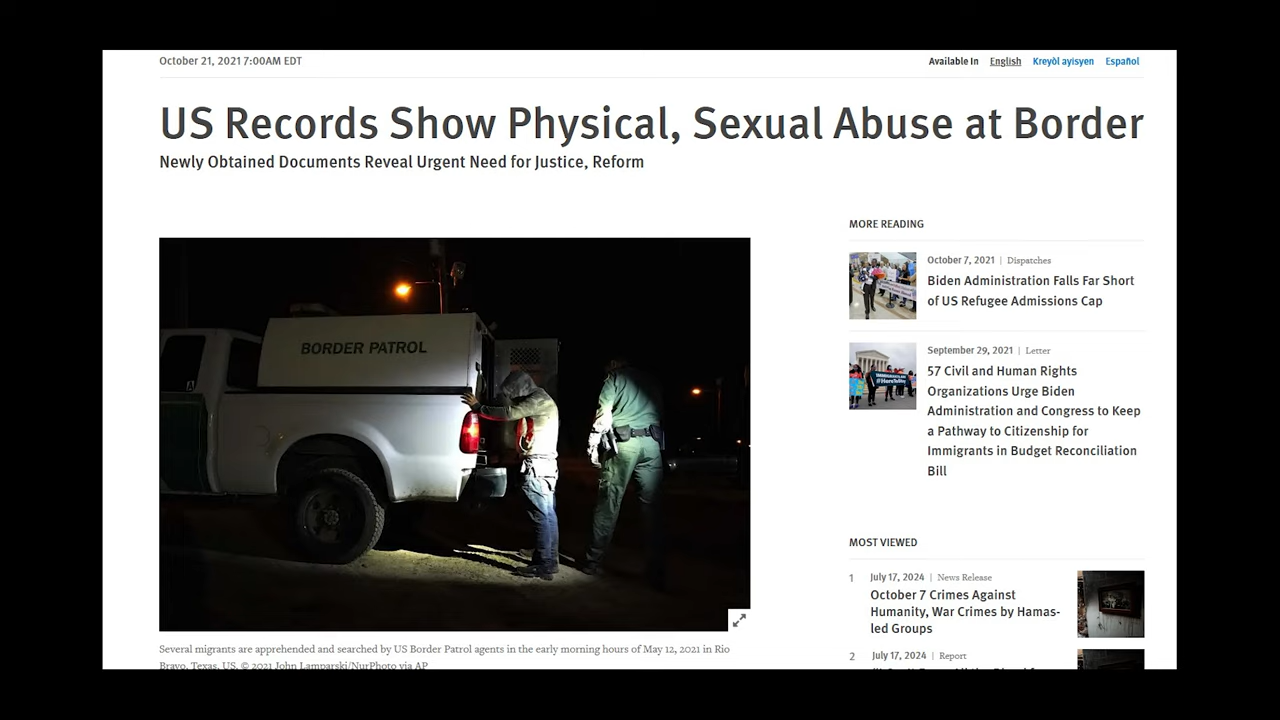 October 21, 2021 7:00AM EDT
Available In English Kreyòl ayisyen Español
US Records Show Physical, Sexual Abuse at Border
Newly Obtained Documents Reveal Urgent Need for Justice, Reform
BORDER PATROL
Several migrants are apprehended and searched by US Border Patrol agents in the early morning hours of May 12, 2021 in Rio
Bravo, Texas, US. © 2021 John Lamparski/NurPhoto via AP
MORE READING
October 7, 2021 | Dispatches
Biden Administration Falls Far Short
of US Refugee Admissions Cap
September 29, 2021 | Letter
57 Civil and Human Rights
Organizations Urge Biden
Administration and Congress to Keep
a Pathway to Citizenship for
Immigrants in Budget Reconciliation
Bill
MOST VIEWED
1 July 17, 2024 | News Release
October 7 Crimes Against
Humanity, War Crimes by Hamas-
led Groups
2 July 17, 2024 | Report